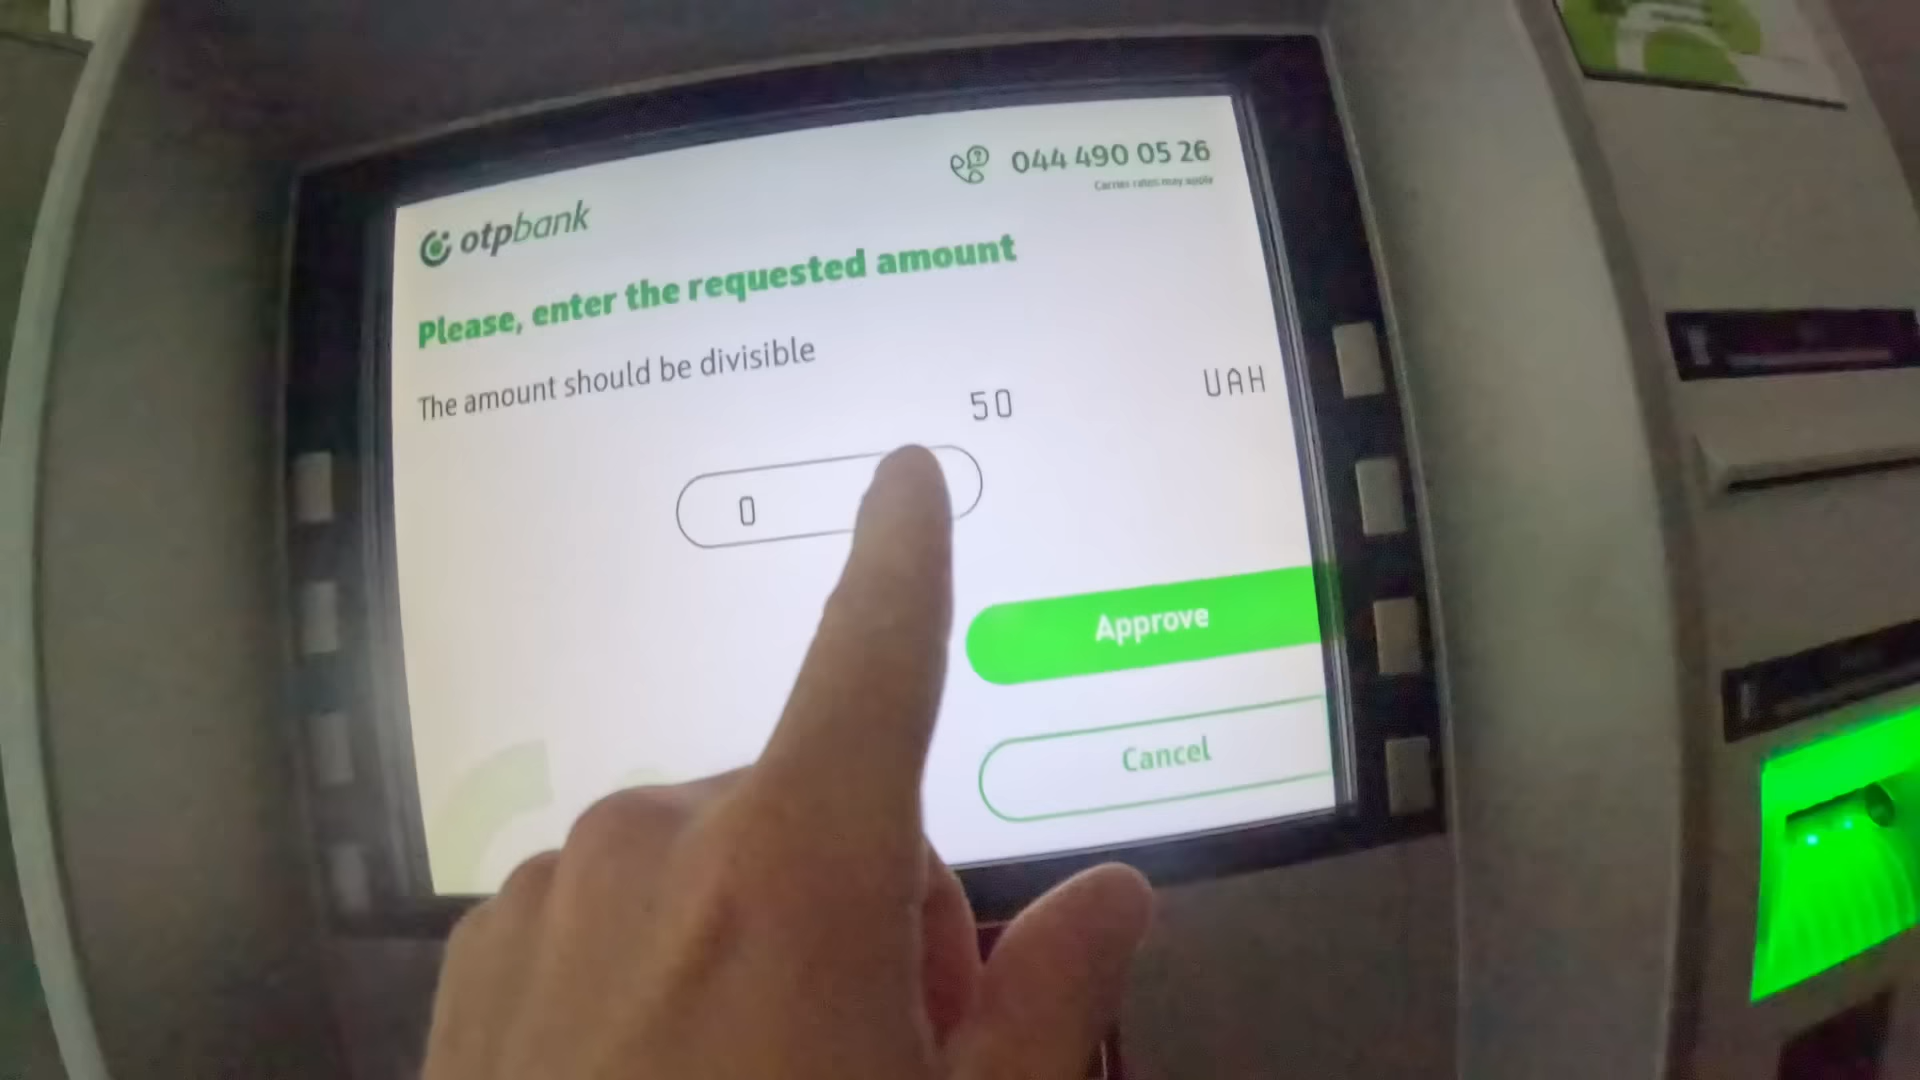 044 490 05 26
Carrier rates may apply
otpbank
Please, enter the requested amount
The amount should be divisible
50 UAH
0
Approve
Cancel